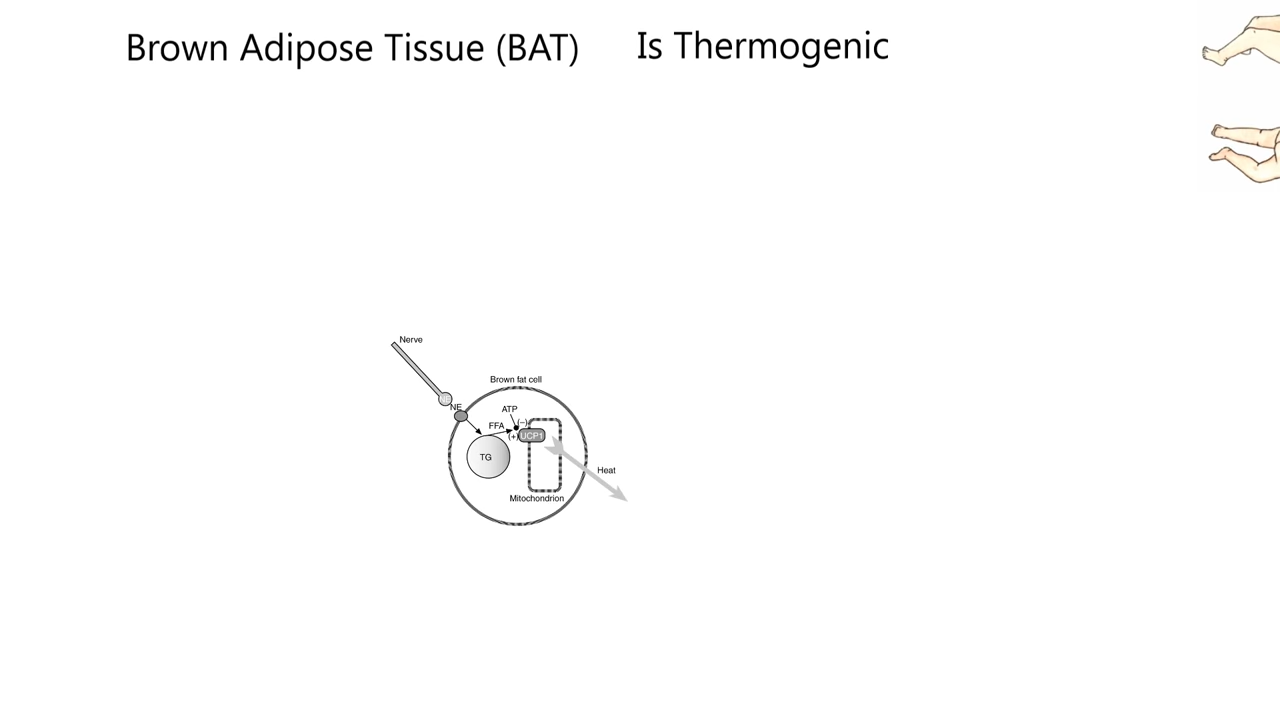 Brown Adipose Tissue (BAT) Is Thermogenic
Nerve
Brown fat cell
NE
ATP
(−)
FFA
(+) UCP1
TG
Heat
Mitochondrion